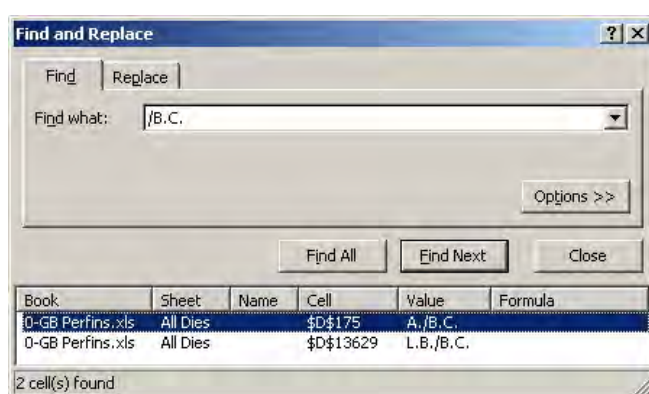 Find and Replace
Find Replace
Find what: /B.C.
Options >>
Find All Find Next Close
Book Sheet Name Cell Value Formula
0-GB Perfins.xls All Dies $D$175 A./B.C.
0-GB Perfins.xls All Dies $D$13629 L.B./B.C.
2 cell(s) found